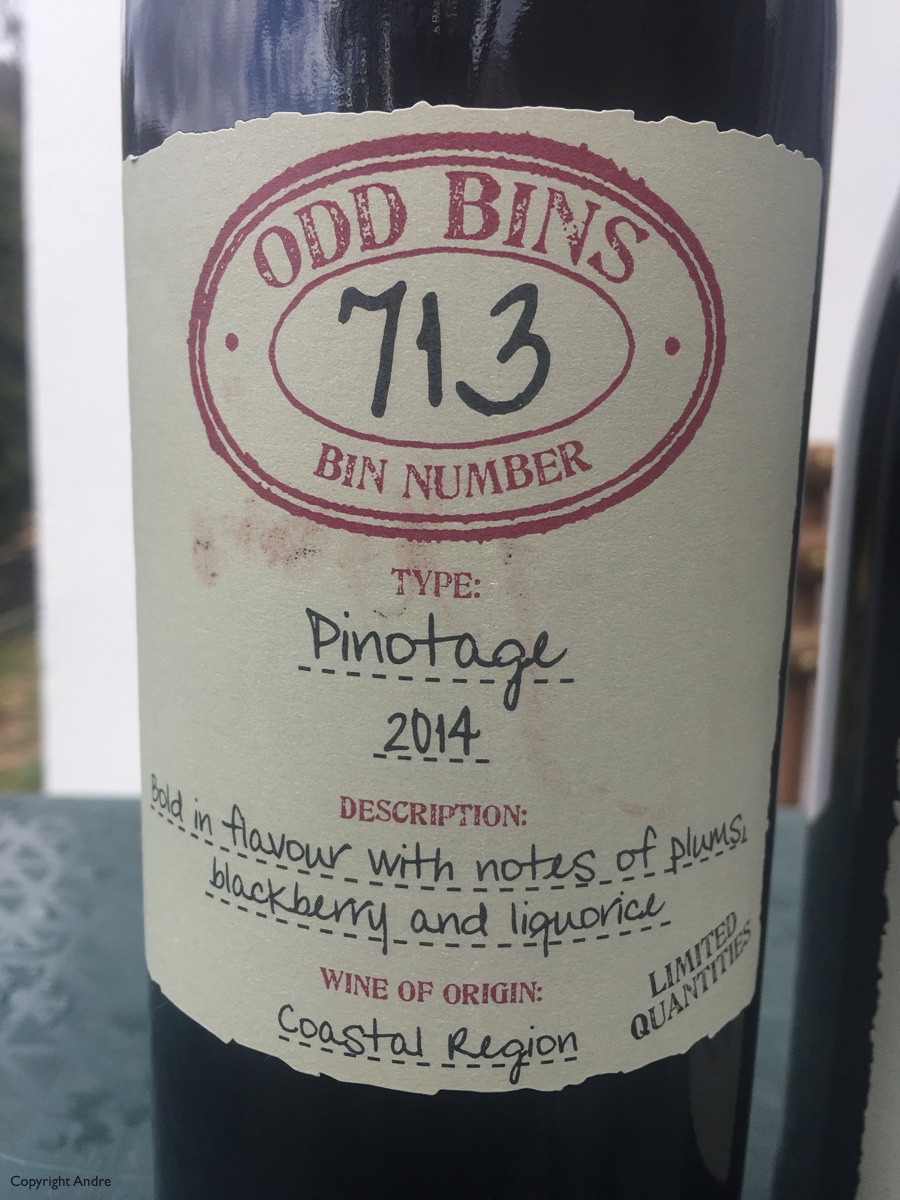 ODD BINS
713
BIN NUMBER
TYPE:
Pinotage
2014
DESCRIPTION:
Bold in flavour with notes of plums,
blackberry and liquorice
WINE OF ORIGIN:
Coastal Region
LIMITED
QUANTITIES
Copyright Andre